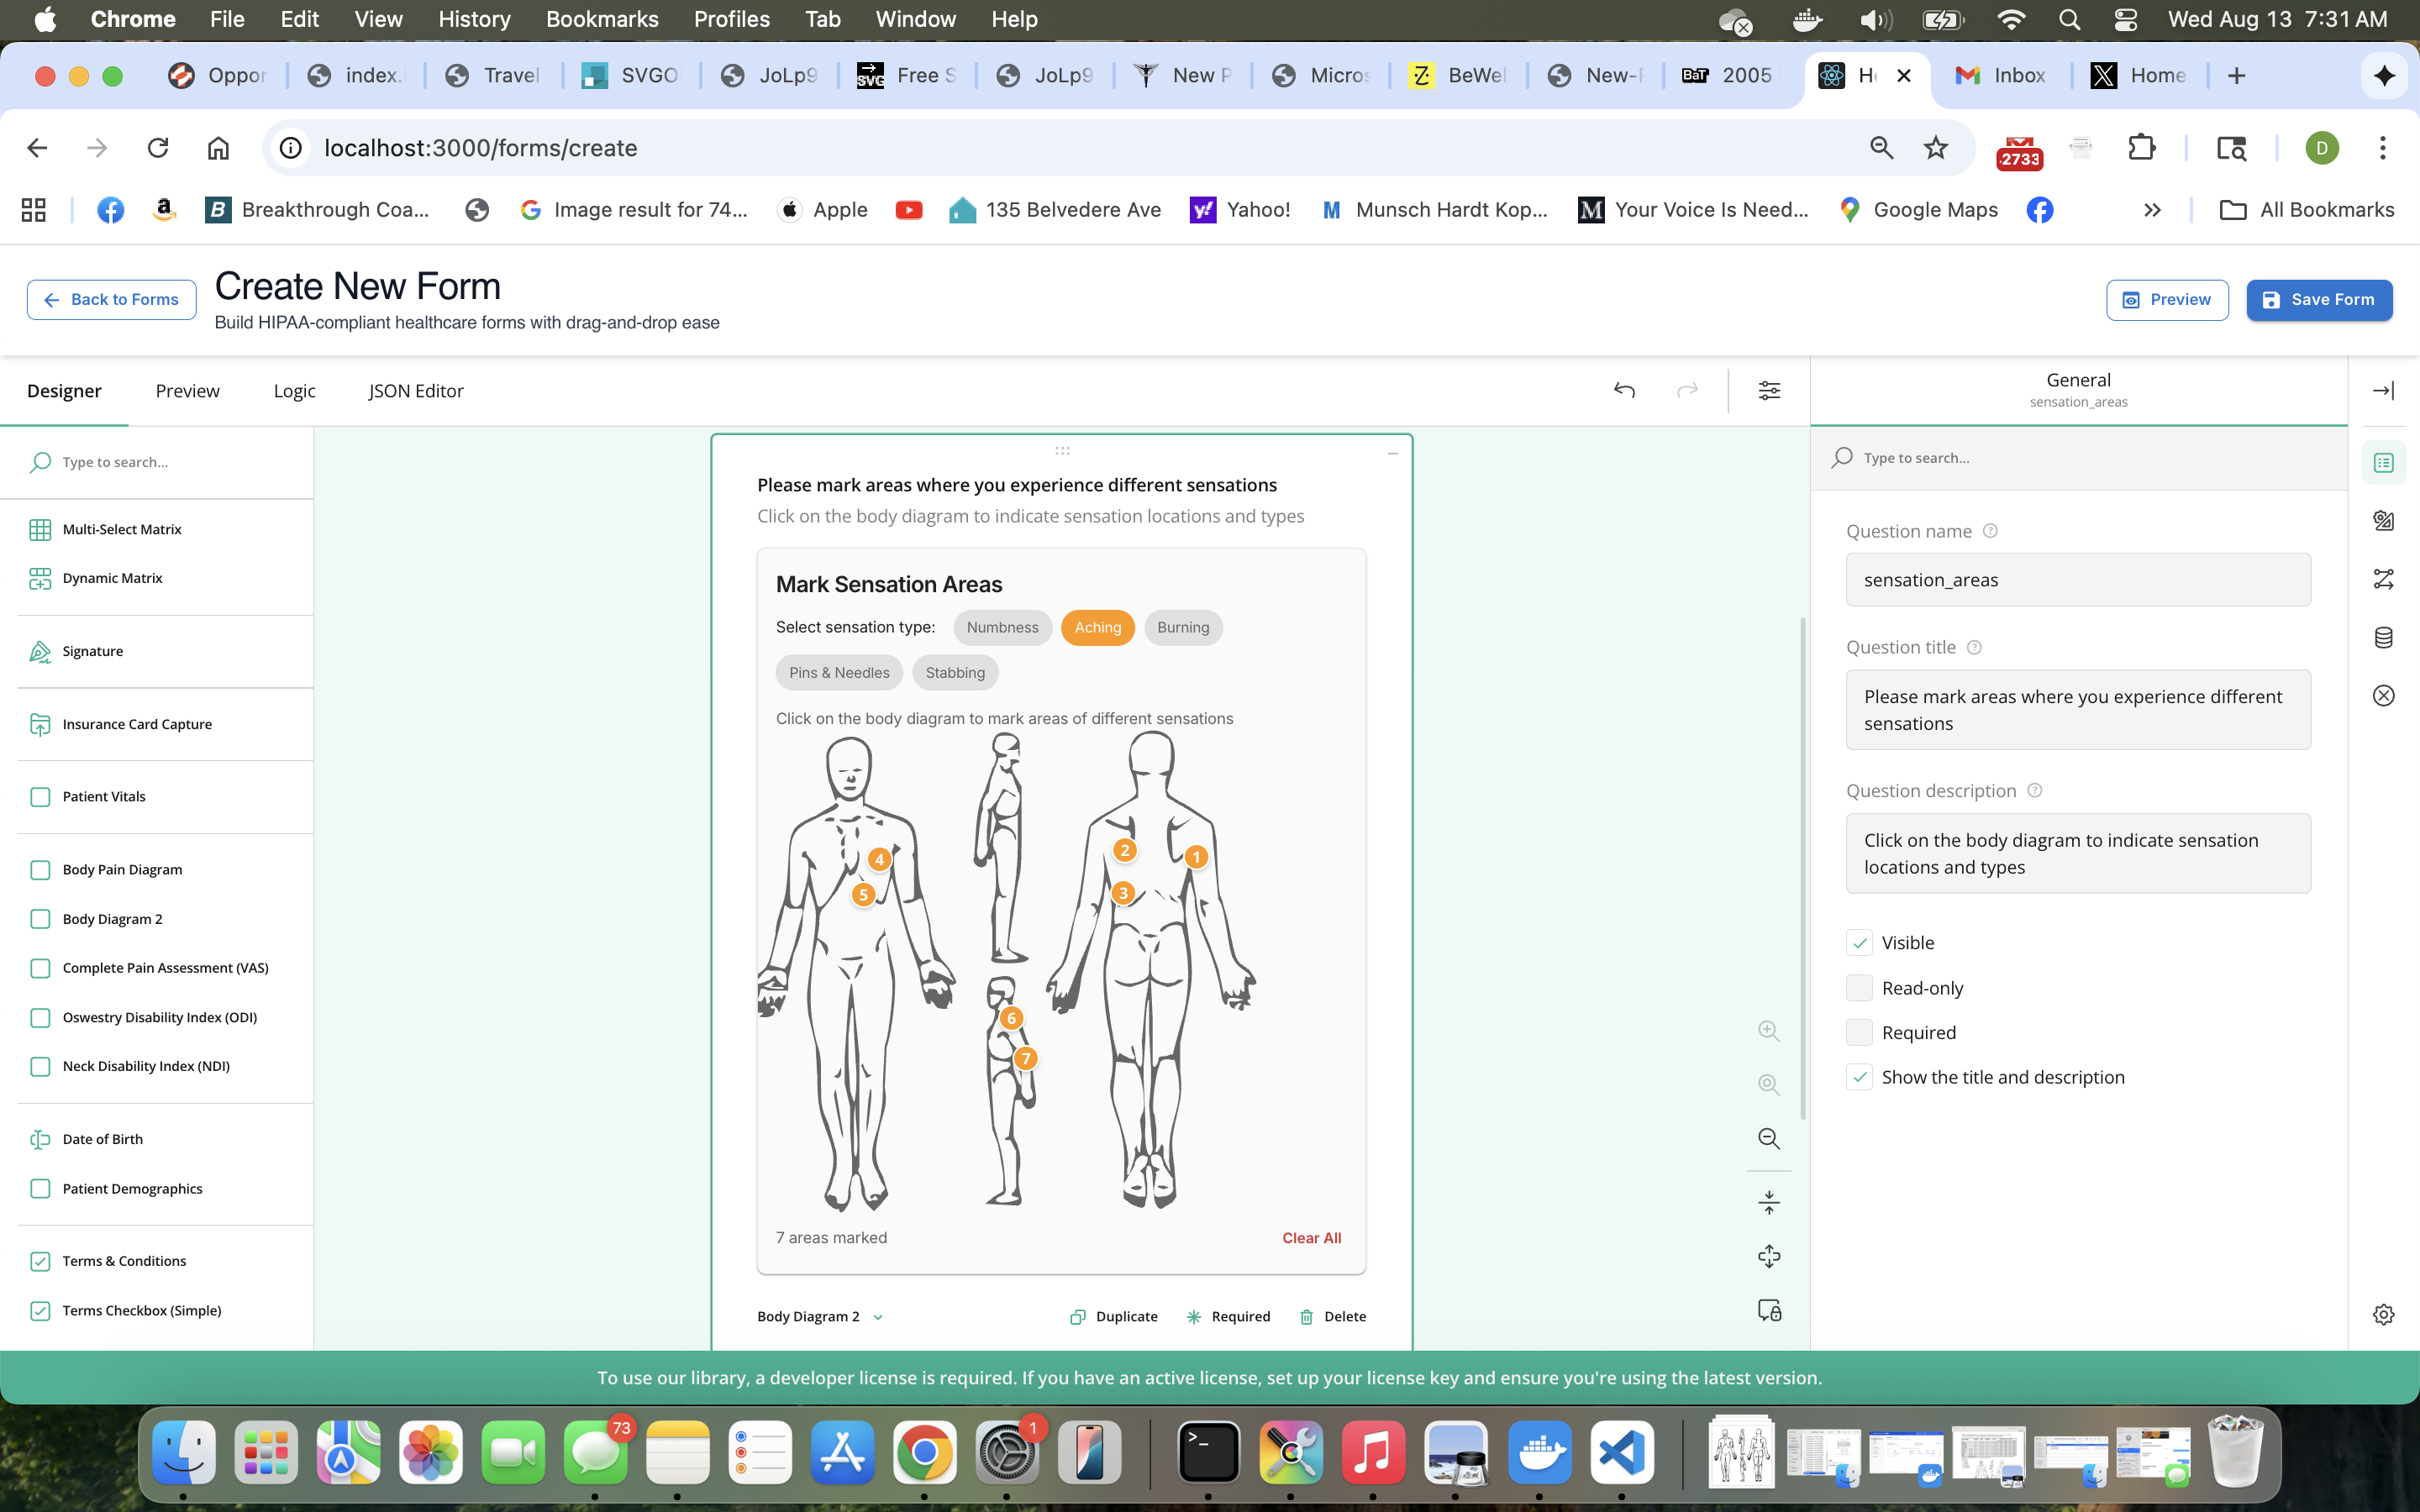 Chrome File Edit View History Bookmarks Profiles Tab Window Help Wed Aug 13 7:31 AM
Oppor index. Travel SVGO JoLp9 Free S JoLp9 New P Micros BeWel New-F BaT 2005 Inbox Home
localhost:3000/forms/create 2733 D
Breakthrough Coa... Image result for 74... Apple 135 Belvedere Ave Yahoo! Munsch Hardt Kop... Your Voice Is Need... Google Maps All Bookmarks
Back to Forms
Create New Form
Build HIPAA-compliant healthcare forms with drag-and-drop ease
Preview
Save Form
Designer Preview Logic JSON Editor
Type to search...
Multi-Select Matrix
Dynamic Matrix
Signature
Insurance Card Capture
Patient Vitals
Body Pain Diagram
Body Diagram 2
Complete Pain Assessment (VAS)
Oswestry Disability Index (ODI)
Neck Disability Index (NDI)
Date of Birth
Patient Demographics
Terms & Conditions
Terms Checkbox (Simple)
Please mark areas where you experience different sensations
Click on the body diagram to indicate sensation locations and types
Mark Sensation Areas
Select sensation type: Numbness Aching Burning
Pins & Needles Stabbing
Click on the body diagram to mark areas of different sensations
4
5
2
1
3
6
7
7 areas marked
Clear All
Body Diagram 2
Duplicate Required Delete
General
sensation_areas
Type to search...
Question name
sensation_areas
Question title
Please mark areas where you experience different
sensations
Question description
Click on the body diagram to indicate sensation
locations and types
Visible
Read-only
Required
Show the title and description
To use our library, a developer license is required. If you have an active license, set up your license key and ensure you're using the latest version.
73
1